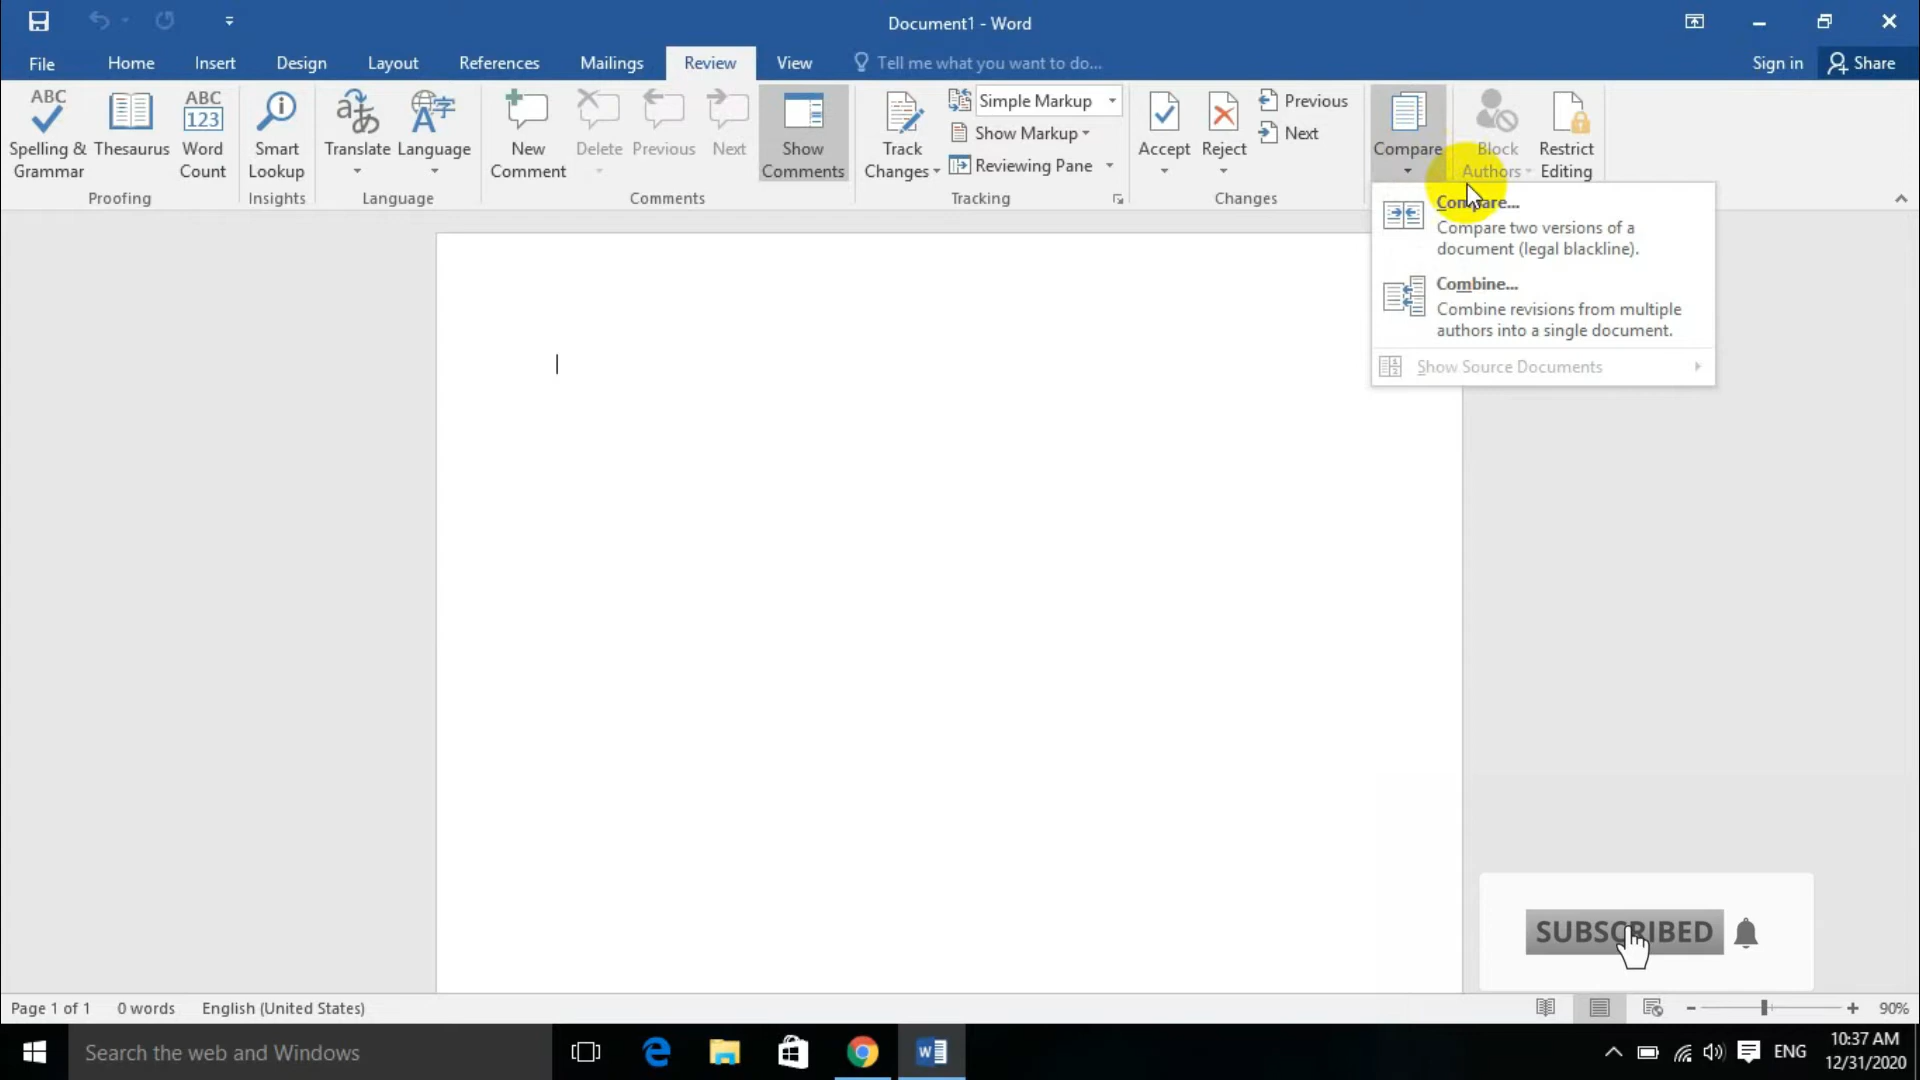 Document1 - Word
File Home Insert Design Layout References Mailings Review View Tell me what you want to do... Sign in Share
ABC Spelling & Grammar
Thesaurus
ABC 123 Word Count
Proofing
Smart Lookup
Insights
Translate
Language
Language
New Comment
Delete
Previous
Next
Show Comments
Comments
Track Changes
Simple Markup
Show Markup
Reviewing Pane
Tracking
Accept
Reject
Previous
Next
Changes
Compare
Block Authors
Restrict Editing
Compare...
Compare two versions of a
document (legal blackline).
Combine...
Combine revisions from multiple
authors into a single document.
Show Source Documents
SUBSCRIBED
Page 1 of 1 0 words English (United States) 90%
Search the web and Windows
ENG
10:37 AM
12/31/2020